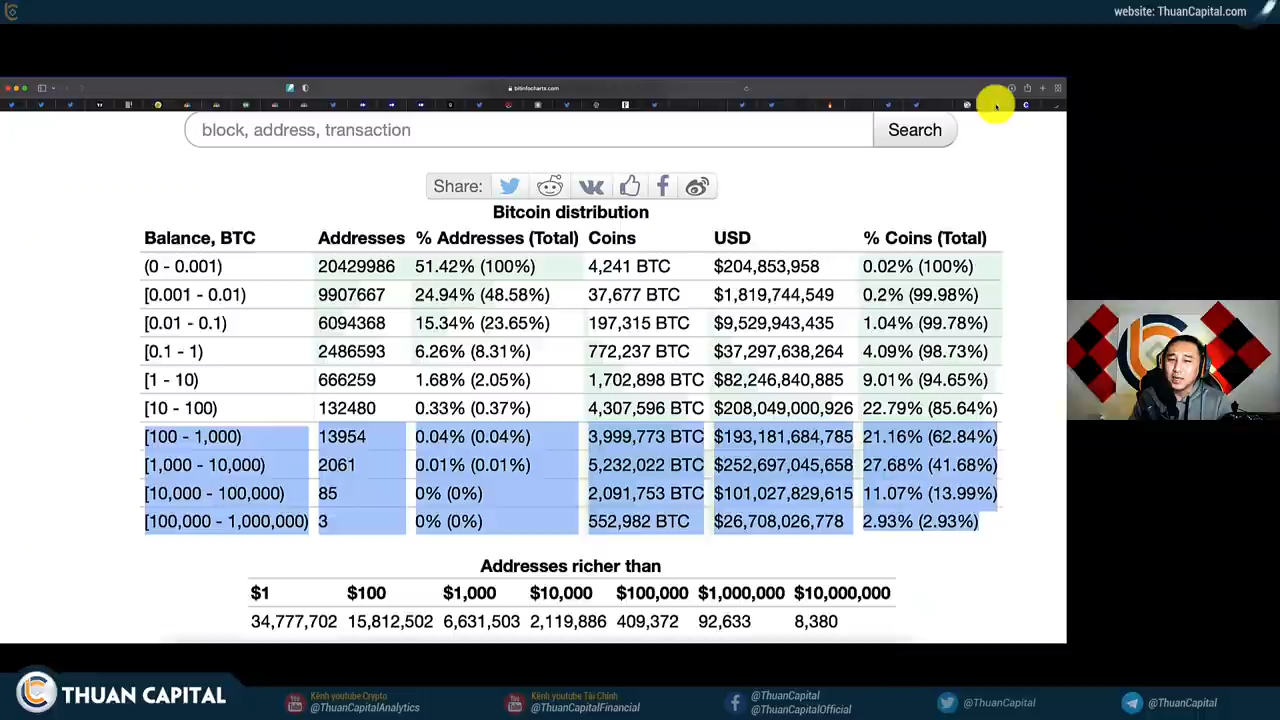 website: ThuanCapital.com
bitinfocharts.com
block, address, transaction
Search
Share:
Bitcoin distribution
Balance, BTC Addresses % Addresses (Total) Coins USD % Coins (Total)
(0 - 0.001) 20429986 51.42% (100%) 4,241 BTC $204,853,958 0.02% (100%)
[0.001 - 0.01) 9907667 24.94% (48.58%) 37,677 BTC $1,819,744,549 0.2% (99.98%)
[0.01 - 0.1) 6094368 15.34% (23.65%) 197,315 BTC $9,529,943,435 1.04% (99.78%)
[0.1 - 1) 2486593 6.26% (8.31%) 772,237 BTC $37,297,638,264 4.09% (98.73%)
[1 - 10) 666259 1.68% (2.05%) 1,702,898 BTC $82,246,840,885 9.01% (94.65%)
[10 - 100) 132480 0.33% (0.37%) 4,307,596 BTC $208,049,000,926 22.79% (85.64%)
[100 - 1,000) 13954 0.04% (0.04%) 3,999,773 BTC $193,181,684,785 21.16% (62.84%)
[1,000 - 10,000) 2061 0.01% (0.01%) 5,232,022 BTC $252,697,045,658 27.68% (41.68%)
[10,000 - 100,000) 85 0% (0%) 2,091,753 BTC $101,027,829,615 11.07% (13.99%)
[100,000 - 1,000,000) 3 0% (0%) 552,982 BTC $26,708,026,778 2.93% (2.93%)
Addresses richer than
$1 $100 $1,000 $10,000 $100,000 $1,000,000 $10,000,000
34,777,702 15,812,502 6,631,503 2,119,886 409,372 92,633 8,380
THUAN CAPITAL
Kênh youtube Crypto
@ThuanCapitalAnalytics
Kênh youtube Tài Chính
@ThuanCapitalFinancial
@ThuanCapital
@ThuanCapitalOfficial
@ThuanCapital
@ThuanCapital